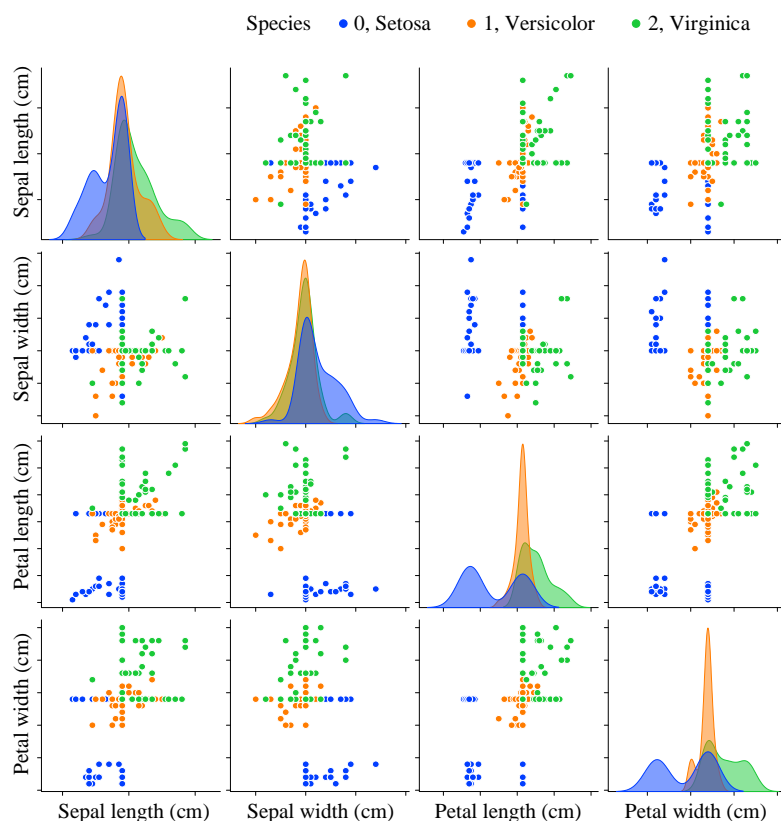 Species 0, Setosa 1, Versicolor 2, Virginica
Sepal length (cm)
Sepal width (cm)
Petal length (cm)
Petal width (cm)
Sepal length (cm) Sepal width (cm) Petal length (cm) Petal width (cm)